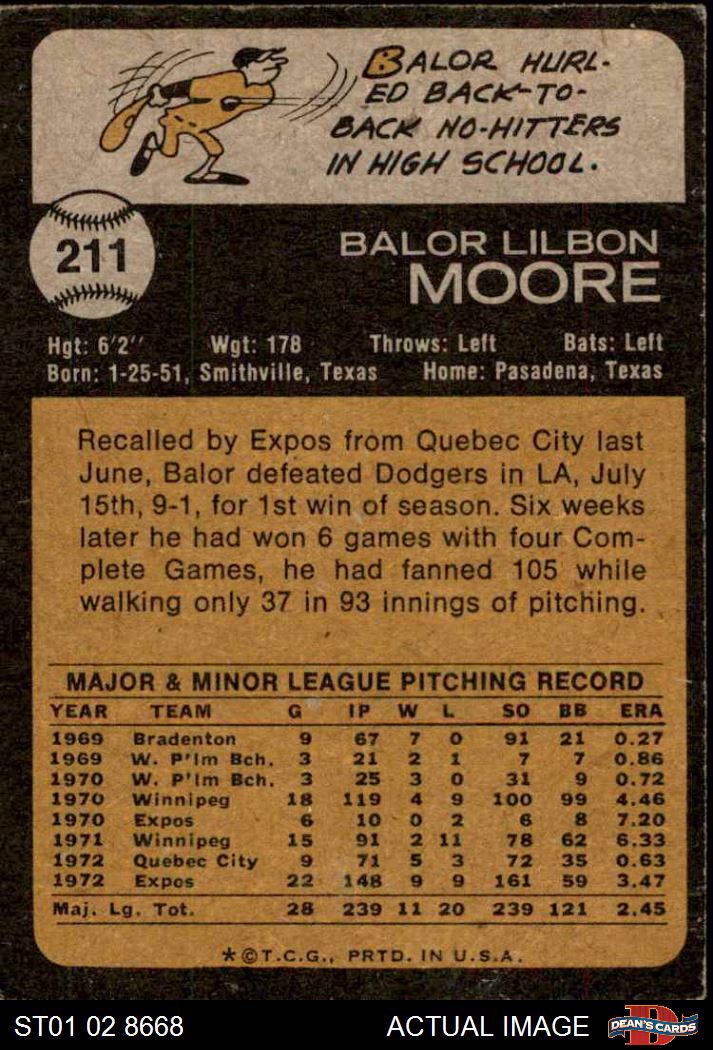 BALOR HURL-
ED BACK-TO-
BACK NO-HITTERS
IN HIGH SCHOOL.
211
BALOR LILBON
MOORE
Hgt: 6'2" Wgt: 178 Throws: Left Bats: Left
Born: 1-25-51, Smithville, Texas Home: Pasadena, Texas
Recalled by Expos from Quebec City last
June, Balor defeated Dodgers in LA, July
15th, 9-1, for 1st win of season. Six weeks
later he had won 6 games with four Com-
plete Games, he had fanned 105 while
walking only 37 in 93 innings of pitching.
MAJOR & MINOR LEAGUE PITCHING RECORD
YEAR TEAM G IP W L SO BB ERA
1969 Bradenton 9 67 7 0 91 21 0.27
1969 W. P'lm Bch. 3 21 2 1 7 7 0.86
1970 W. P'lm Bch. 3 25 3 0 31 9 0.72
1970 Winnipeg 18 119 4 9 100 99 4.46
1970 Expos 6 10 0 2 6 8 7.20
1971 Winnipeg 15 91 2 11 78 62 6.33
1972 Quebec City 9 71 5 3 72 35 0.63
1972 Expos 22 148 9 9 161 59 3.47
Maj. Lg. Tot. 28 239 11 20 239 121 2.45
*©T.C.G., PRTD. IN U.S.A.
ST01 02 8668 ACTUAL IMAGE DEAN'S CARDS